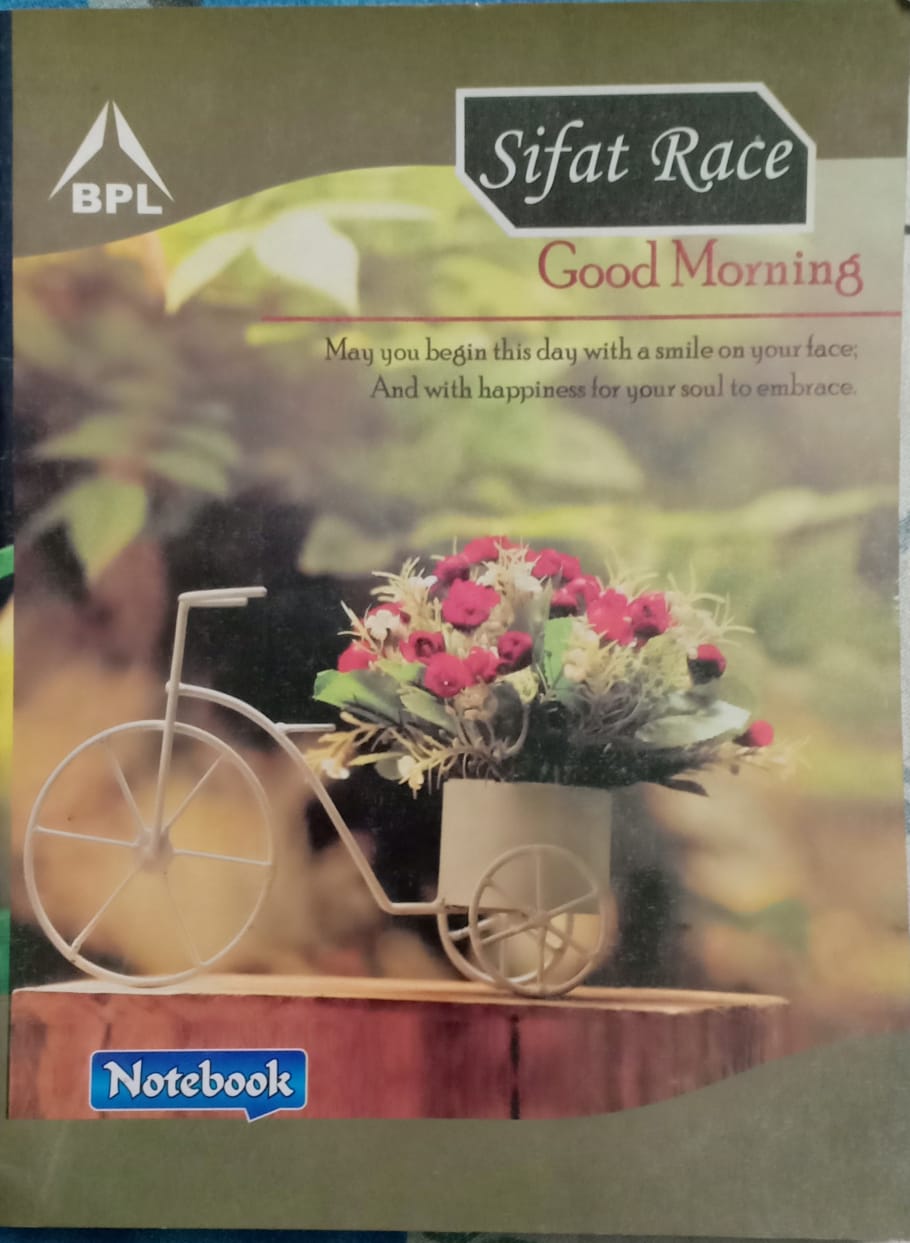 BPL
Sifat Race
Good Morning
May you begin this day with a smile on your face;
And with happiness for your soul to embrace.
Notebook